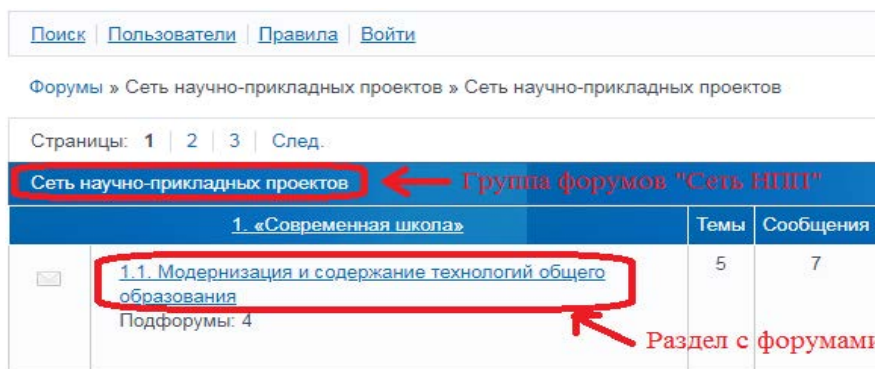 Поиск Пользователи Правила Войти
Форумы » Сеть научно-прикладных проектов » Сеть научно-прикладных проектов
Страницы: 1 2 3 След.
Сеть научно-прикладных проектов Группа форумов "Сеть НПП"
1. «Современная школа» Темы Сообщения
1.1. Модернизация и содержание технологий общего 5 7
образования
Подфорумы: 4
Раздел с форумами